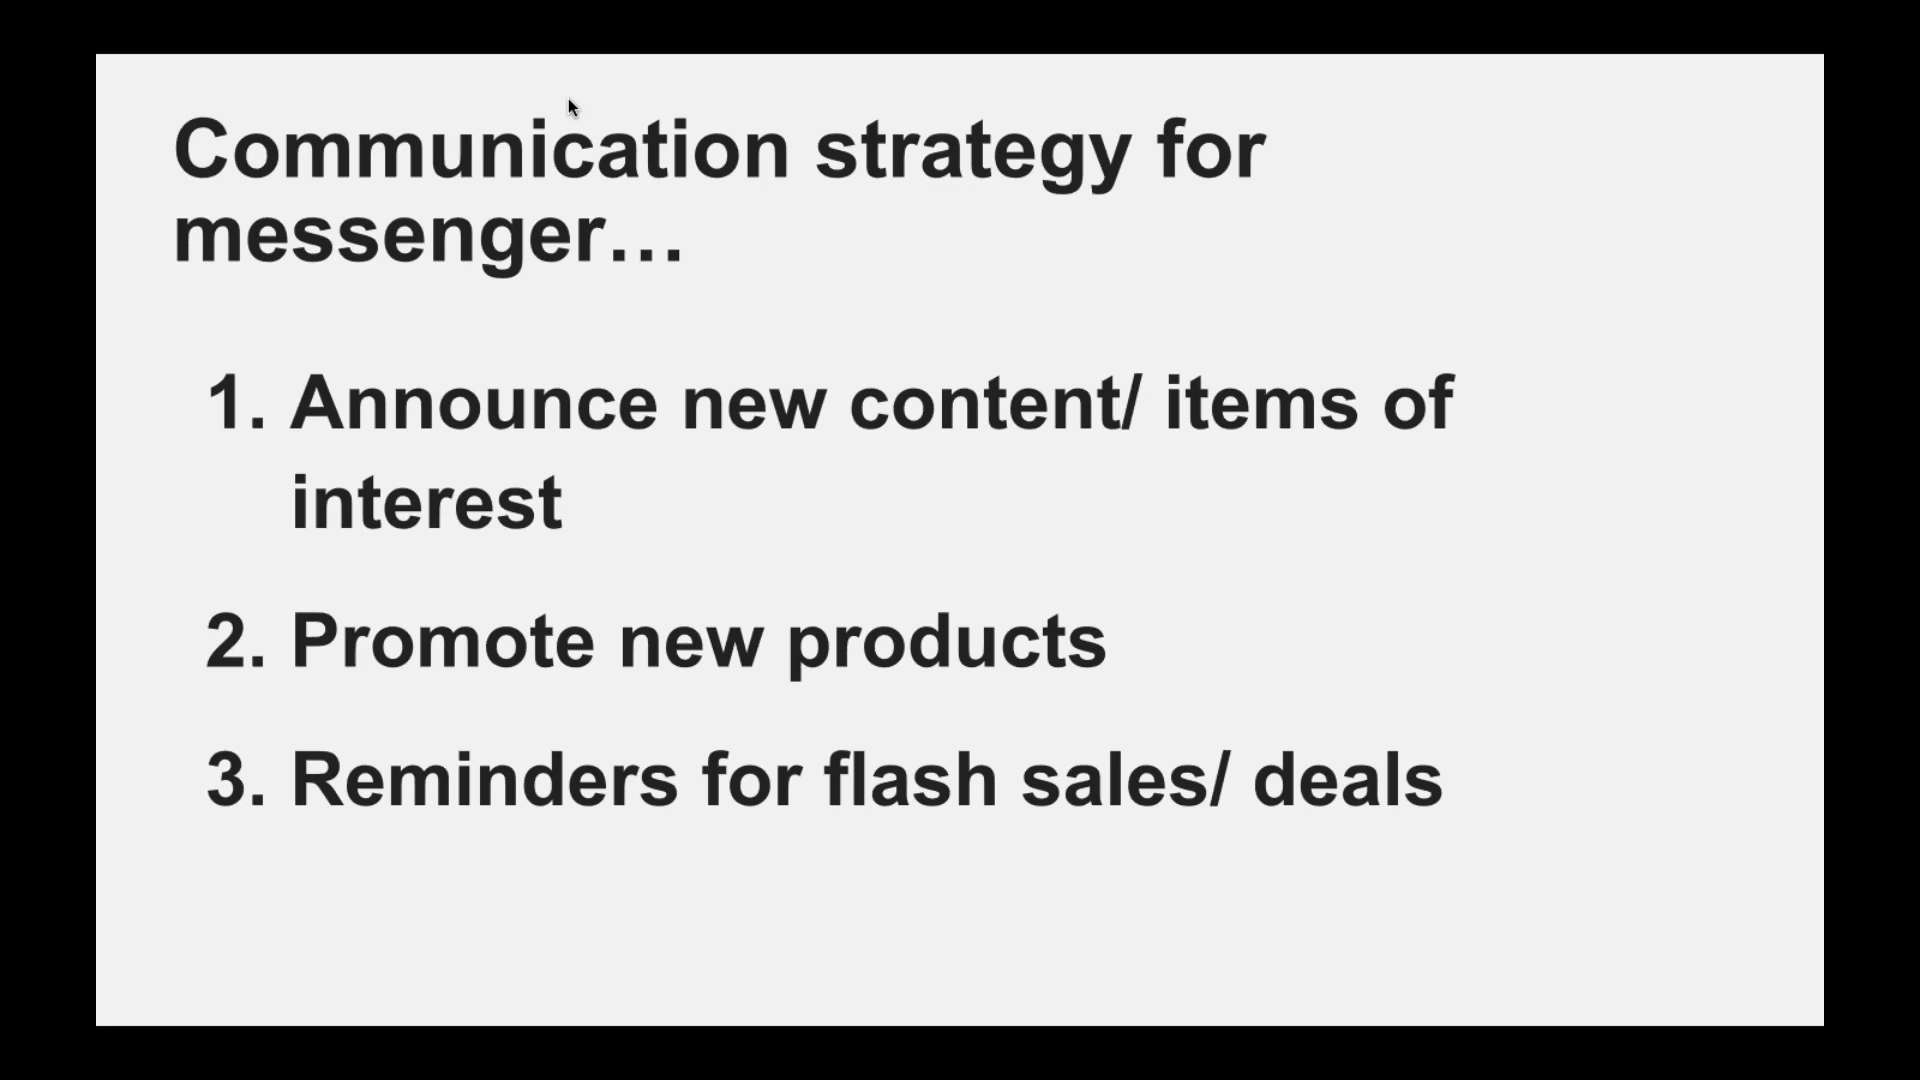 Communication strategy for
messenger…
1. Announce new content/ items of
interest
2. Promote new products
3. Reminders for flash sales/ deals